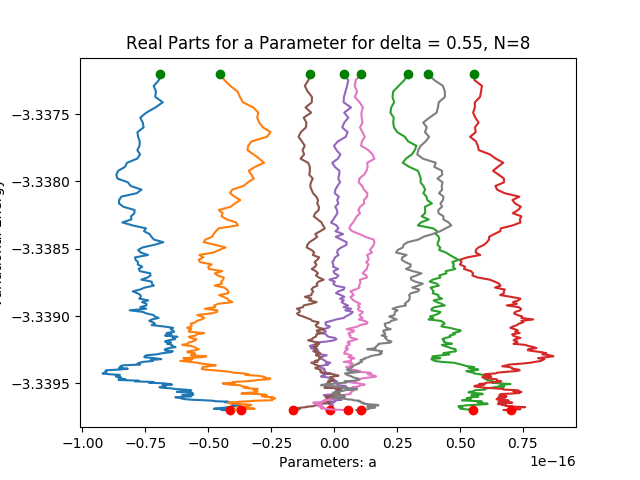 Real Parts for a Parameter for delta = 0.55, N=8
−3.3375
−3.3380
−3.3385
−3.3390
−3.3395
−1.00 −0.75 −0.50 −0.25 0.00 0.25 0.50 0.75
1e−16
Parameters: a